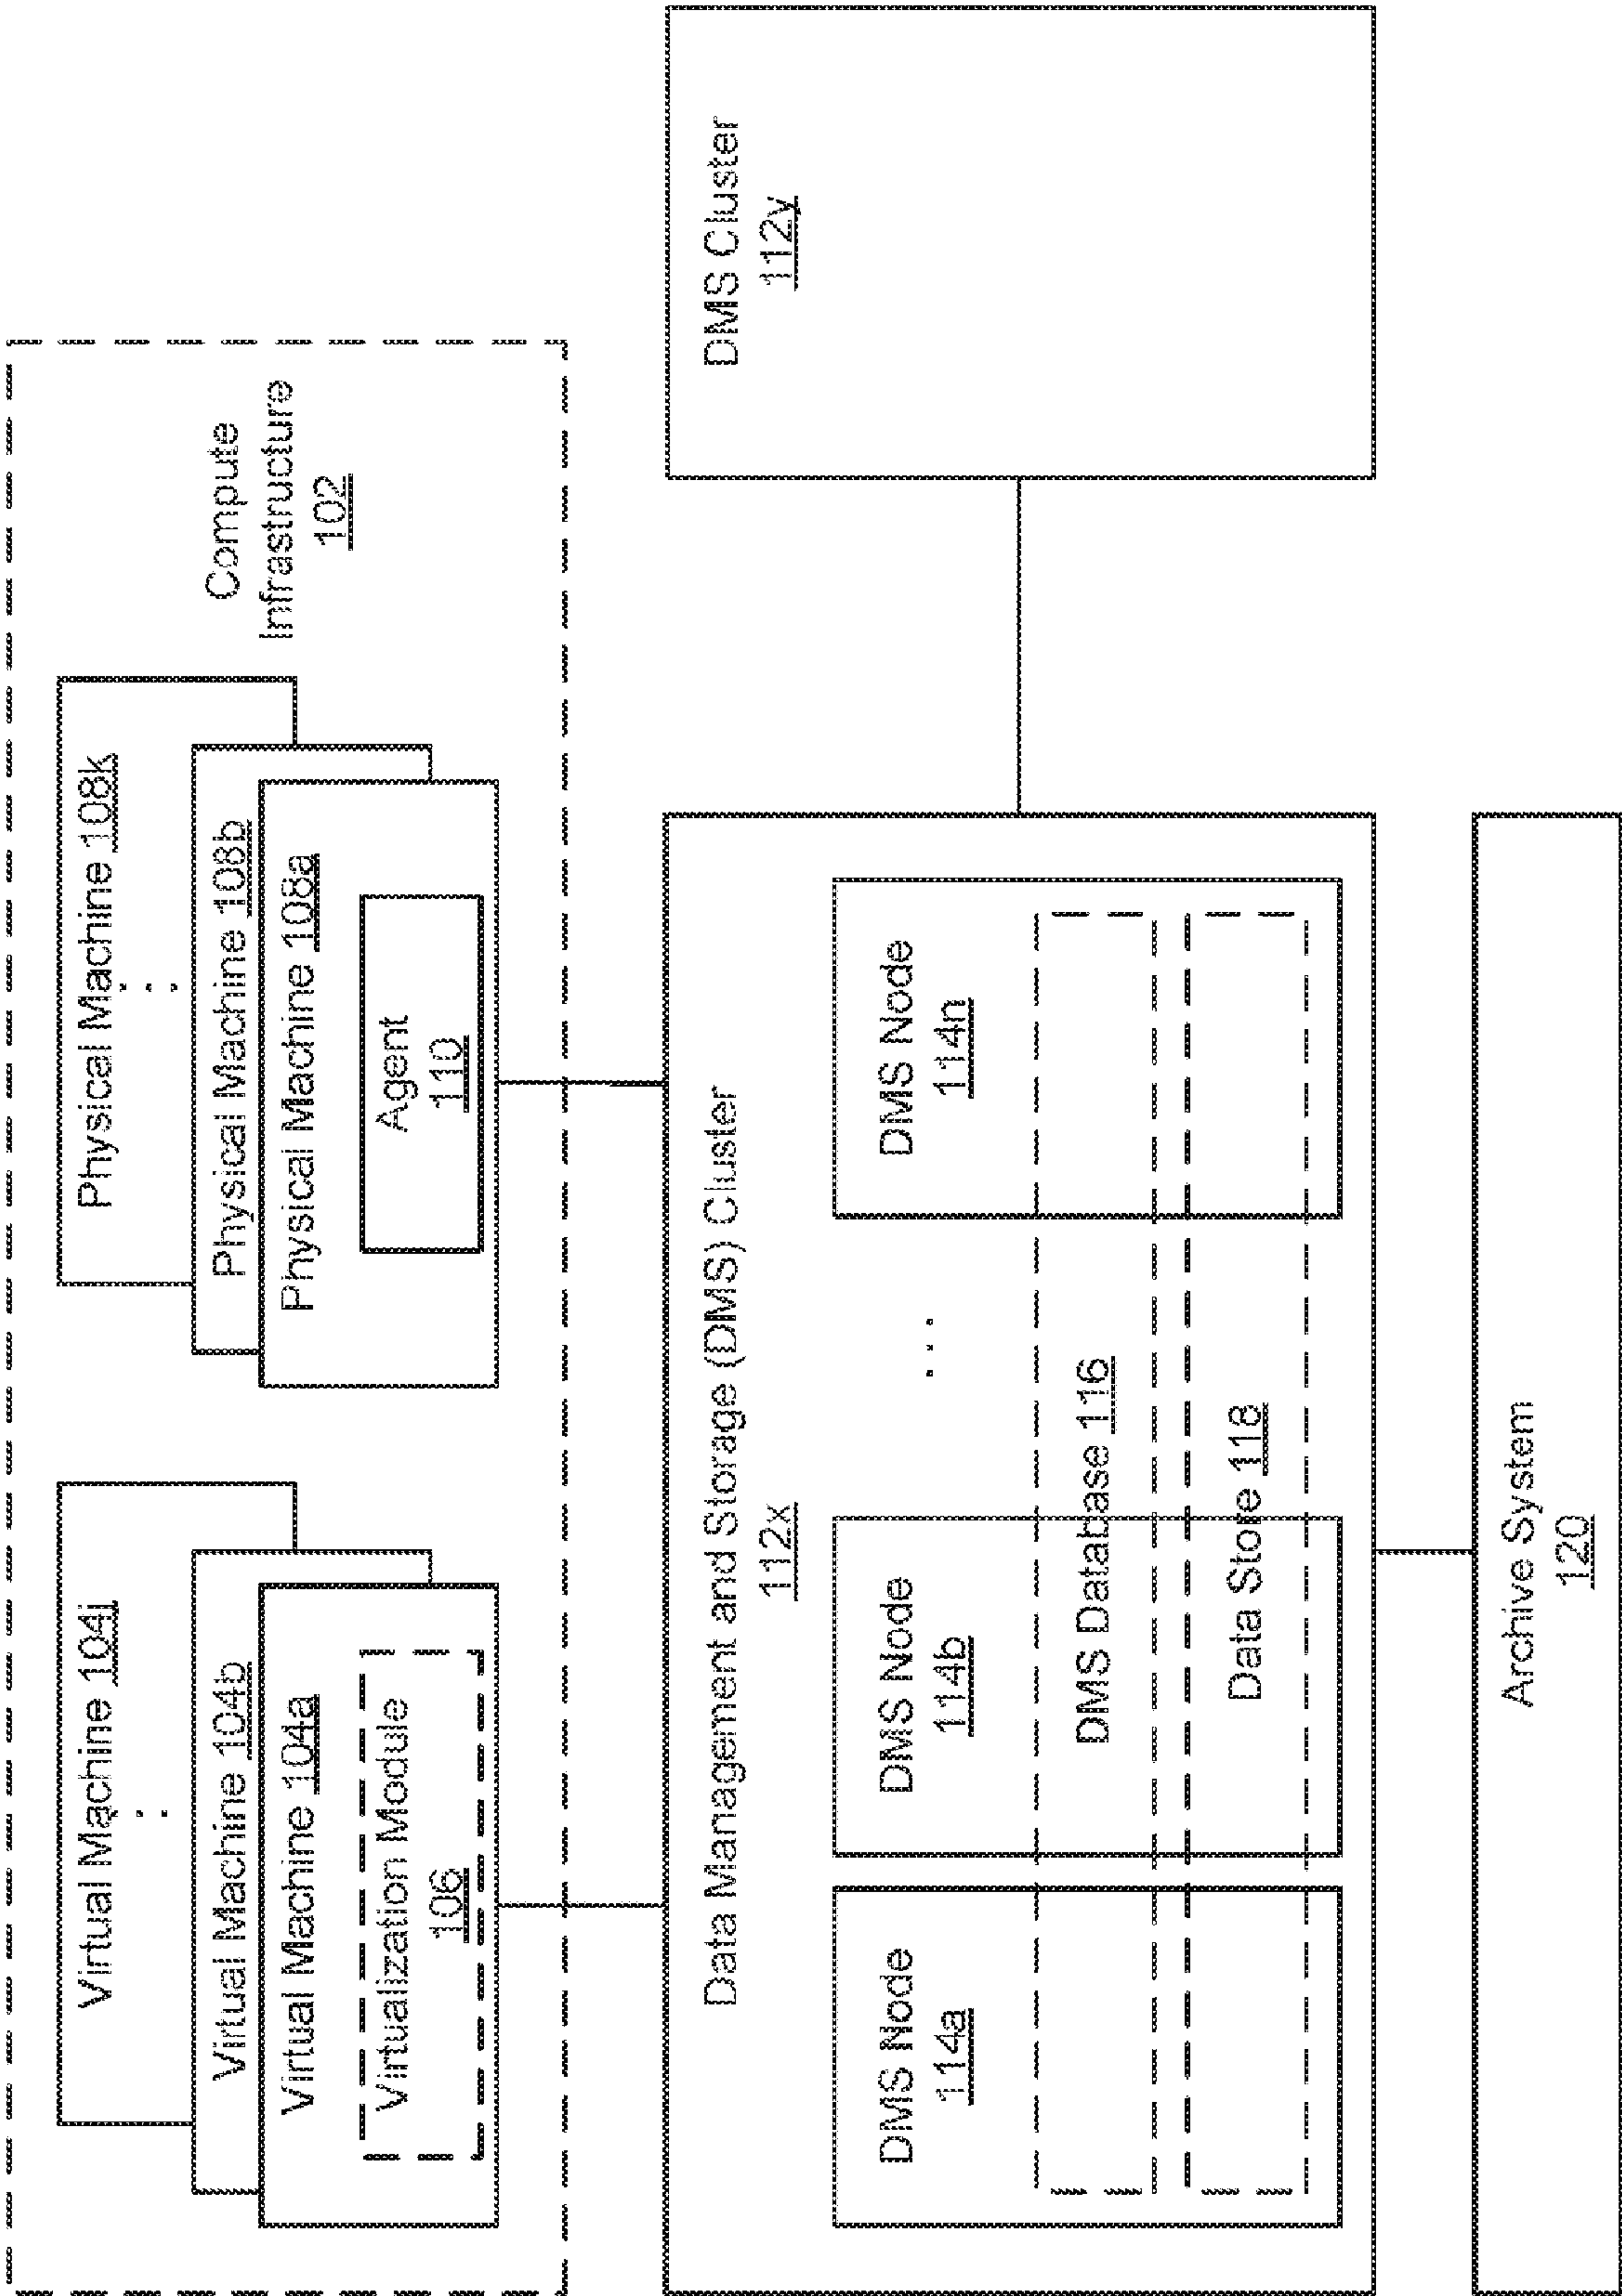 Virtual Machine 104j
Virtual Machine 104b
Virtual Machine 104a
Virtualization Module
106
Physical Machine 108k
Physical Machine 108b
Physical Machine 108a
Agent
110
Compute
Infrastructure
102
Data Management and Storage (DMS) Cluster
112x
DMS Node
114a
DMS Node
114b
. . .
DMS Node
114n
DMS Database 116
Data Store 118
DMS Cluster
112y
Archive System
120